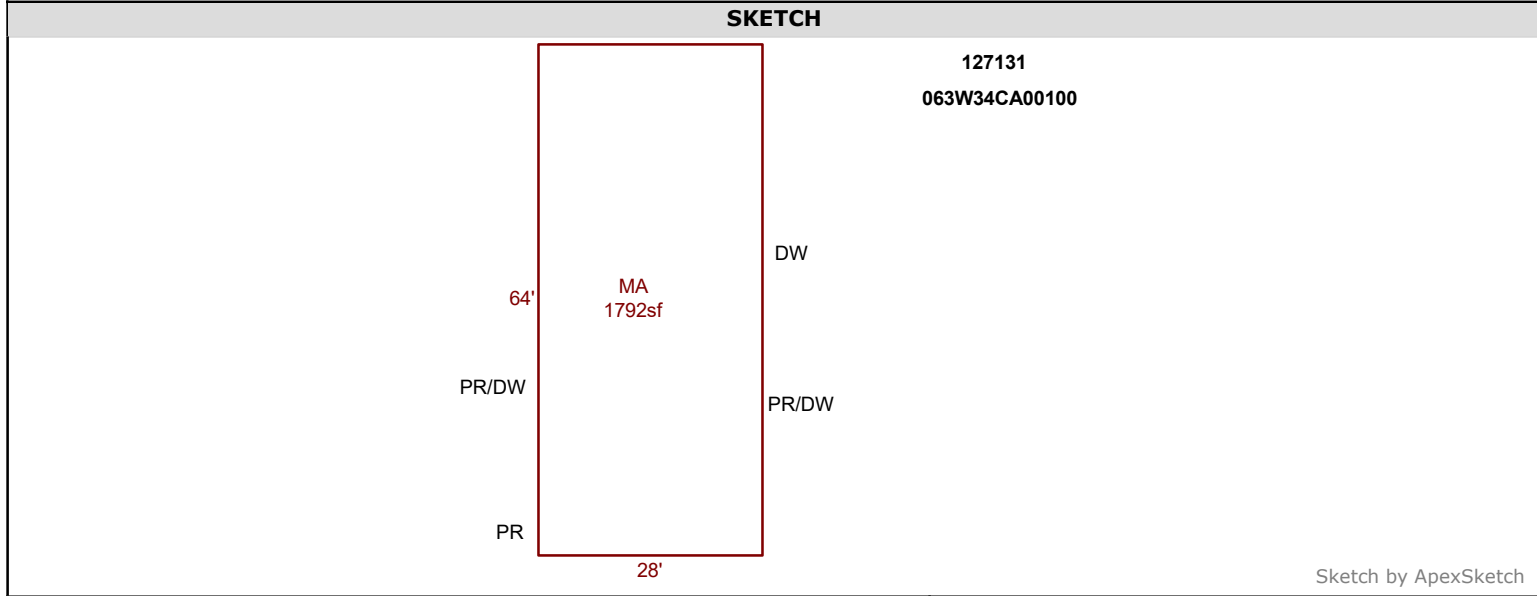 SKETCH
127131
063W34CA00100
DW
MA
64'
1792sf
PR/DW
PR/DW
PR
28'
Sketch by ApexSketch